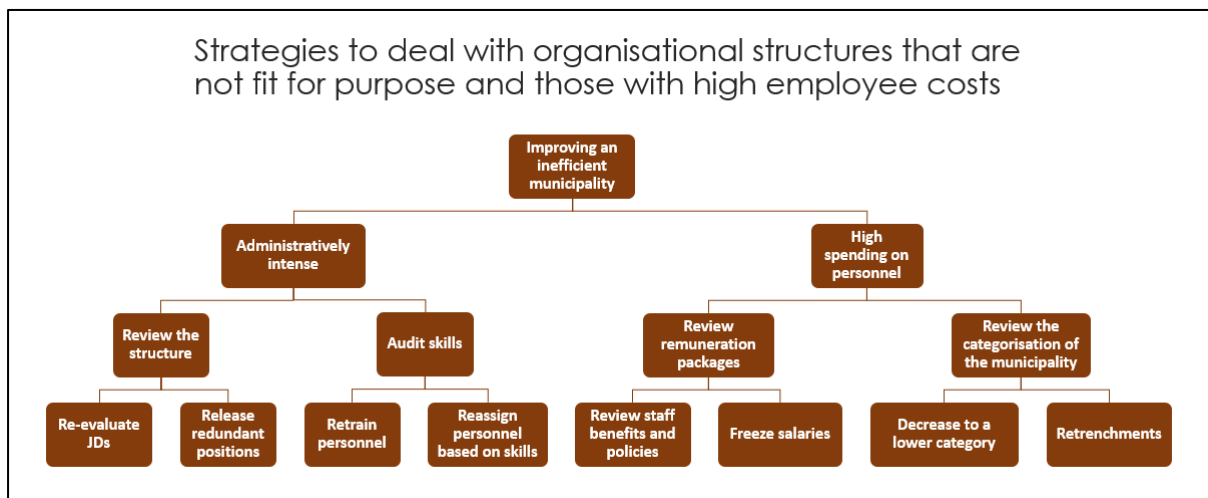 Strategies to deal with organisational structures that are
not fit for purpose and those with high employee costs
Improving an
inefficient
municipality
Administratively
intense
High
spending on
personnel
Review the
structure
Audit skills
Review
remuneration
packages
Review the
categorisation of
the municipality
Re-evaluate
JDs
Release
redundant
positions
Retrain
personnel
Reassign
personnel
based on skills
Review staff
benefits and
policies
Freeze salaries
Decrease to a
lower category
Retrenchments